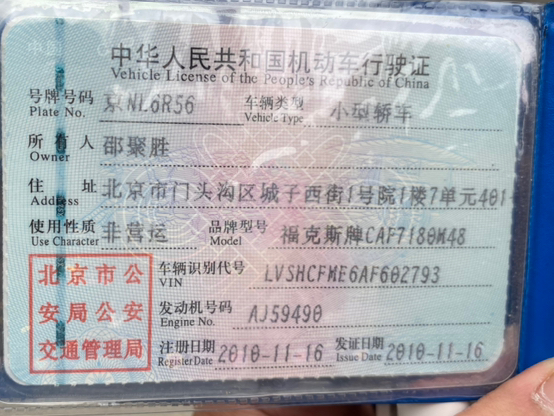 中华人民共和国机动车行驶证
Vehicle License of the People's Republic of China
号牌号码 京NL6R56 车辆类型 小型轿车
Plate No. Vehicle Type
所有人 邵聚胜
Owner
住址 北京市门头沟区城子西街1号院1楼7单元401
Address
使用性质 非营运 品牌型号 福克斯牌CAF7180M48
Use Character Model
北京市公安局公安交通管理局
车辆识别代号 LVSHCFME6AF602793
VIN
发动机号码 AJ59490
Engine No.
注册日期 2010-11-16 发证日期 2010-11-16
Register Date Issue Date